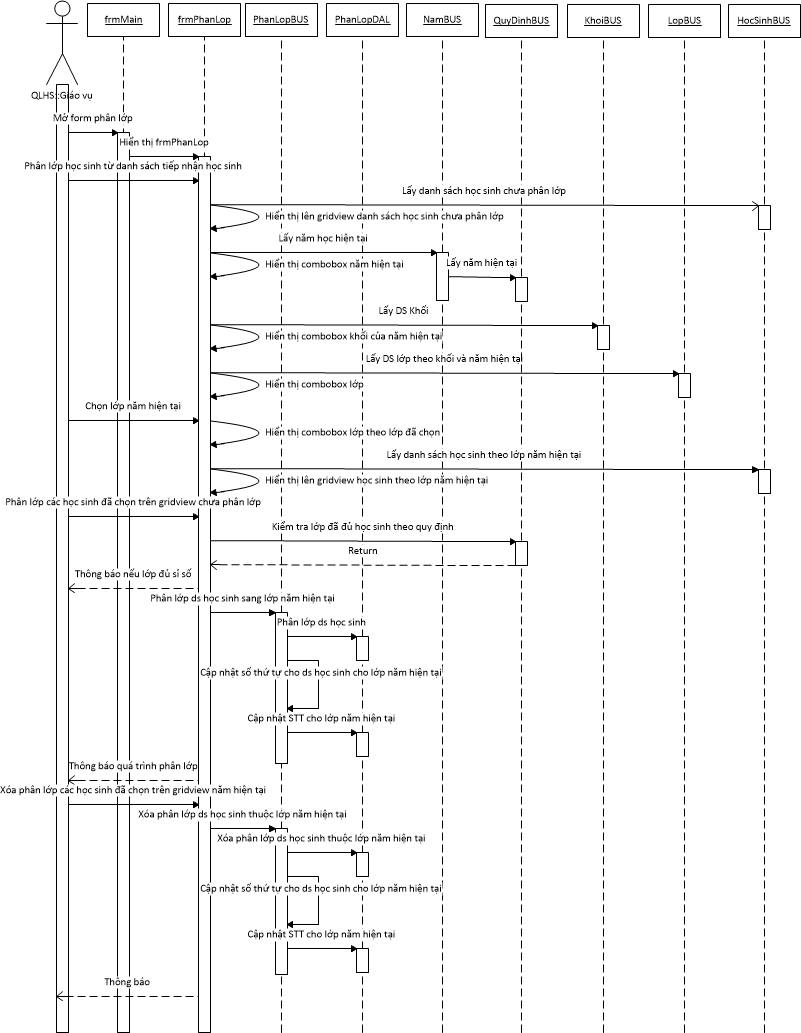 frmMain
frmPhanLop
PhanLopBUS
PhanLopDAL
NamBUS
QuyDinhBUS
KhoiBUS
LopBUS
HocSinhBUS
QLHS::Giáo vụ
Mở form phân lớp
Hiển thị frmPhanLop
Phân lớp học sinh từ danh sách tiếp nhận học sinh
Lấy danh sách học sinh chưa phân lớp
Hiển thị lên gridview danh sách học sinh chưa phân lớp
Lấy năm học hiện tại
Hiển thị combobox năm hiện tại
Lấy năm hiện tại
Lấy DS Khối
Hiển thị combobox khối của năm hiện tại
Lấy DS lớp theo khối và năm hiện tại
Hiển thị combobox lớp
Chọn lớp năm hiện tại
Hiển thị combobox lớp theo lớp đã chọn
Lấy danh sách học sinh theo lớp năm hiện tại
Hiển thị lên gridview học sinh theo lớp năm hiện tại
Phân lớp các học sinh đã chọn trên gridview chưa phân lớp
Kiểm tra lớp đã đủ học sinh theo quy định
Return
Thông báo nếu lớp đủ sỉ số
Phân lớp ds học sinh sang lớp năm hiện tại
Phân lớp ds học sinh
Cập nhật số thứ tự cho ds học sinh cho lớp năm hiện tại
Cập nhật STT cho lớp năm hiện tại
Thông báo quá trình phân lớp
Xóa phân lớp các học sinh đã chọn trên gridview năm hiện tại
Xóa phân lớp ds học sinh thuộc lớp năm hiện tại
Xóa phân lớp ds học sinh thuộc lớp năm hiện tại
Cập nhật số thứ tự cho ds học sinh cho lớp năm hiện tại
Cập nhật STT cho lớp năm hiện tại
Thông báo